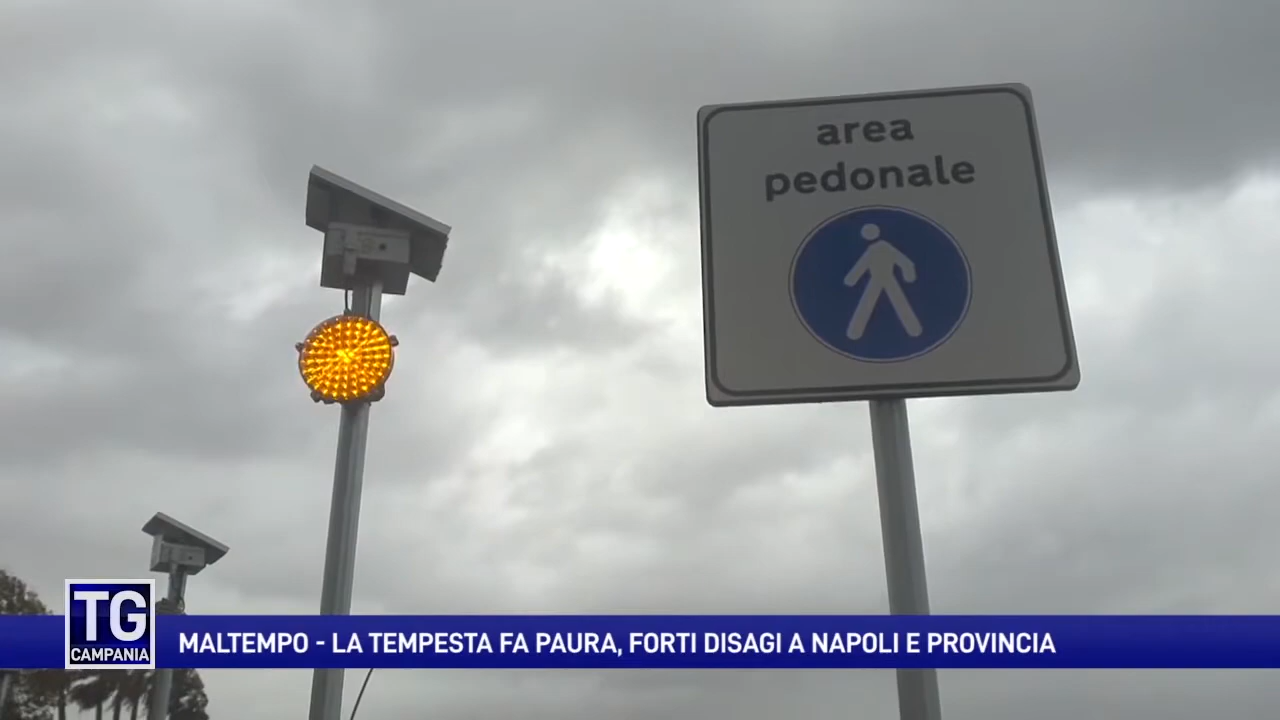 area
pedonale
TG
CAMPANIA
MALTEMPO - LA TEMPESTA FA PAURA, FORTI DISAGI A NAPOLI E PROVINCIA